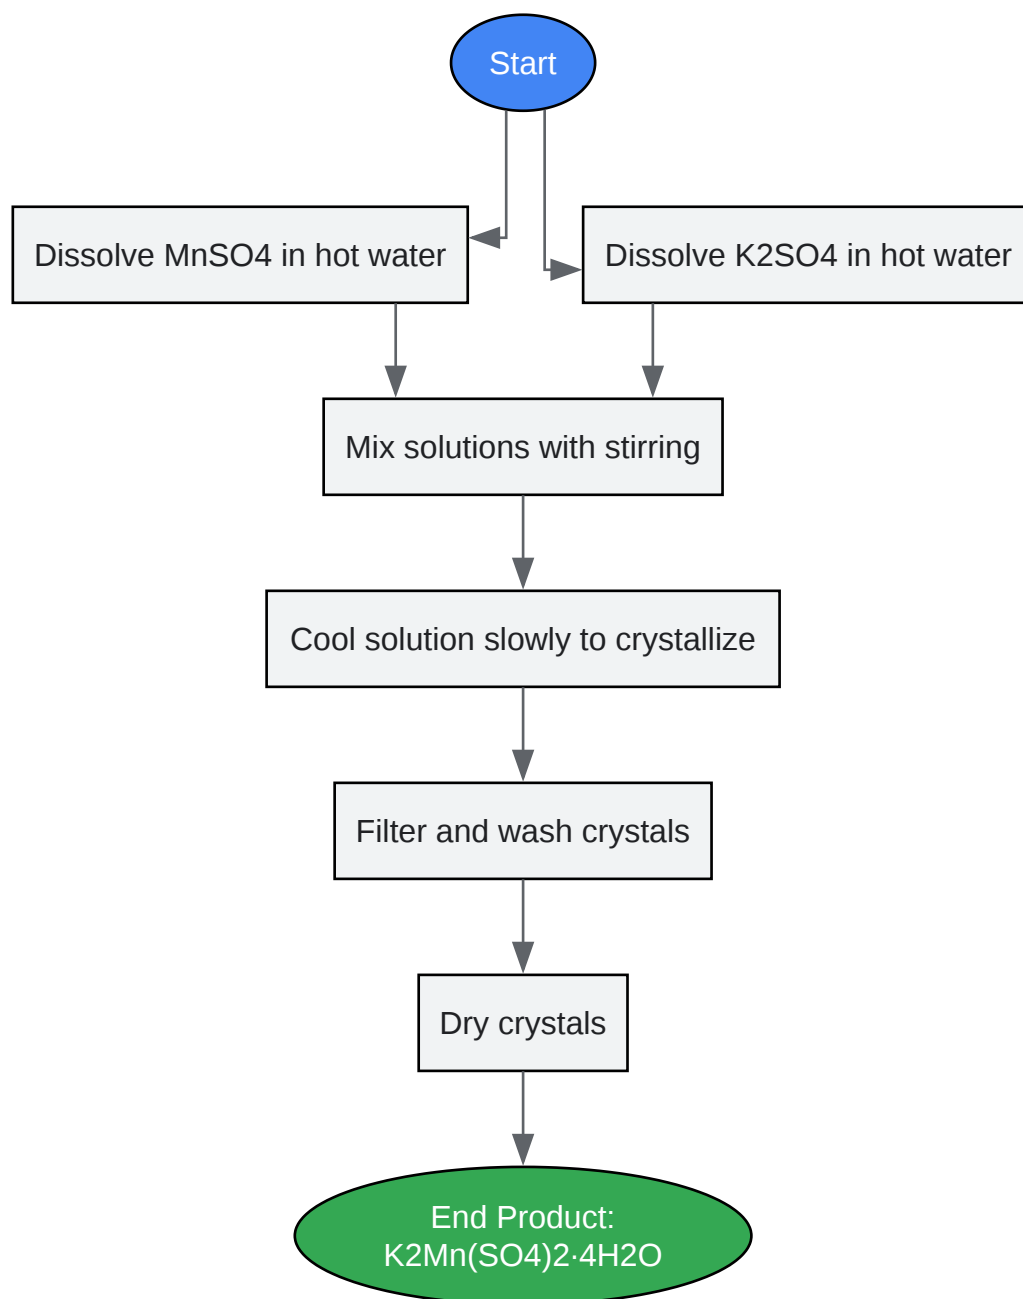 Start
Dissolve MnSO4 in hot water
Dissolve K2SO4 in hot water
Mix solutions with stirring
Cool solution slowly to crystallize
Filter and wash crystals
Dry crystals
End Product:
K2Mn(SO4)2·4H2O